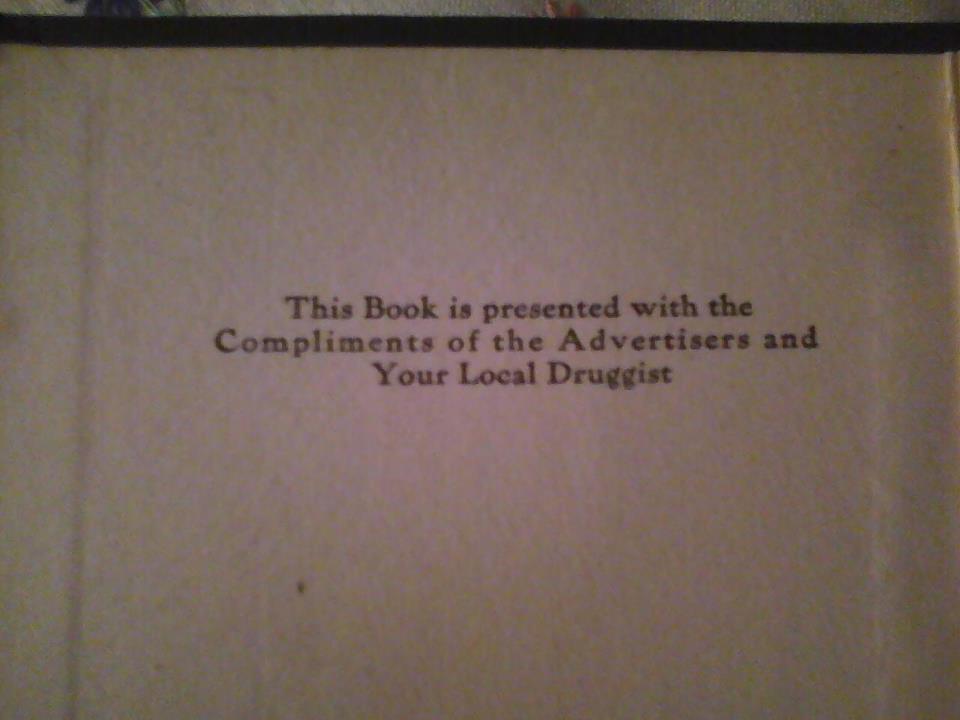 This Book is presented with the
Compliments of the Advertisers and
Your Local Druggist